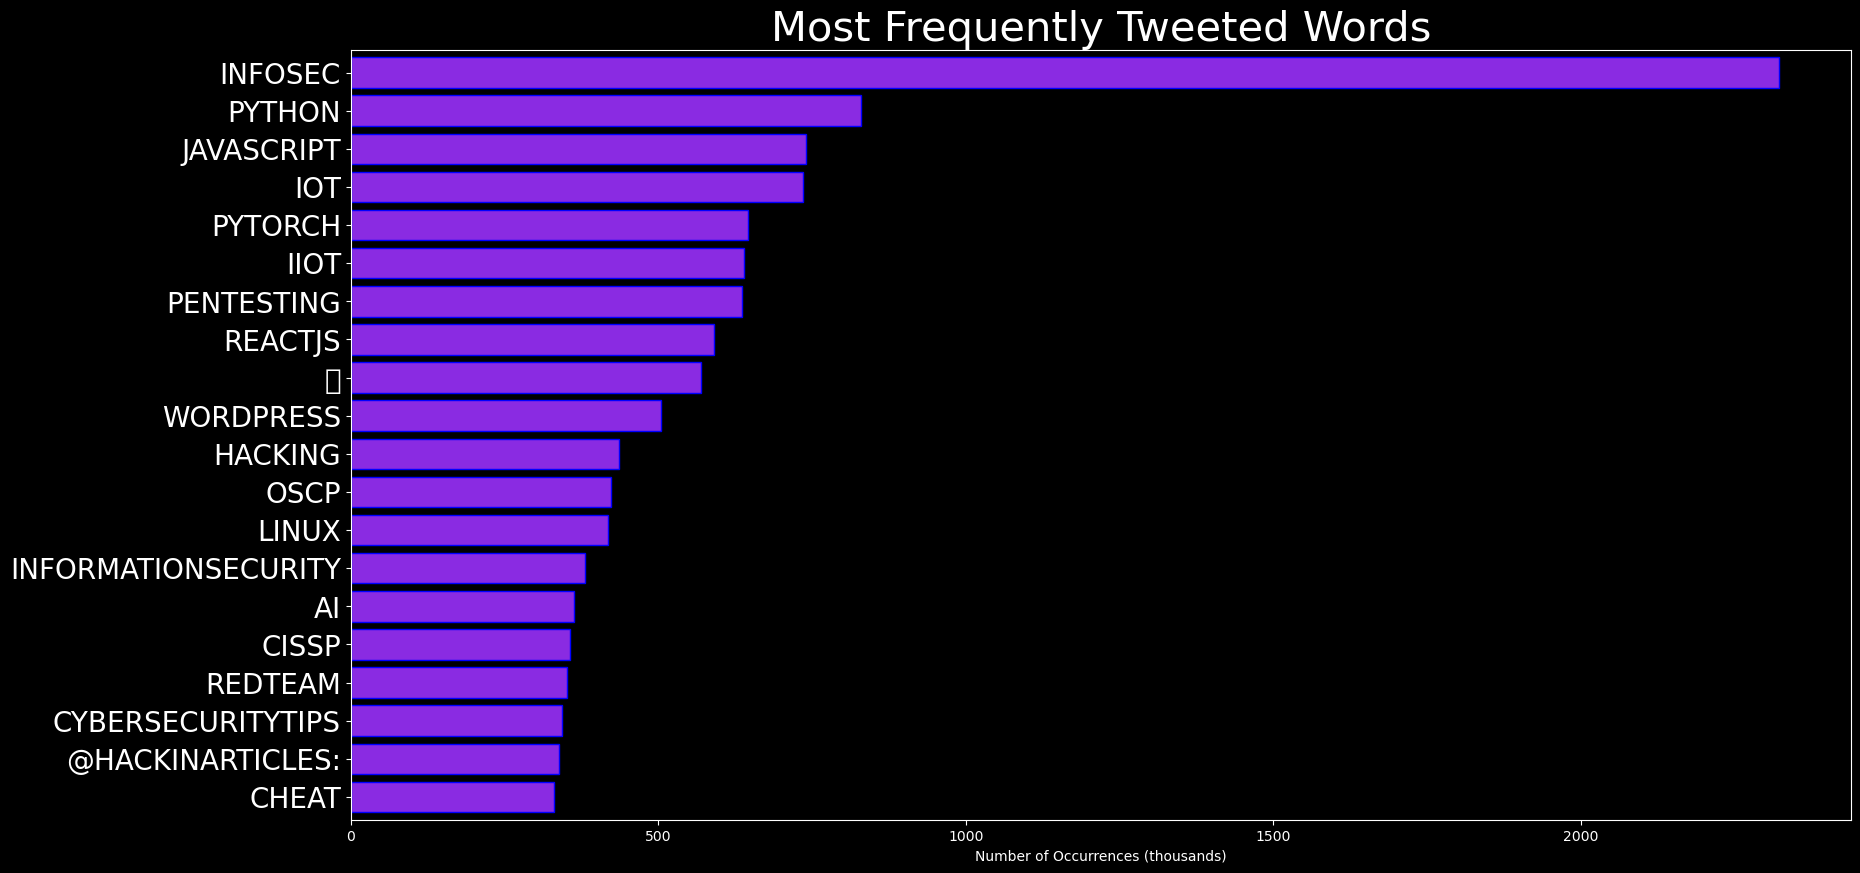 Most Frequently Tweeted Words
INFOSEC
PYTHON
JAVASCRIPT
IOT
PYTORCH
IIOT
PENTESTING
REACTJS
WORDPRESS
HACKING
OSCP
LINUX
INFORMATIONSECURITY
AI
CISSP
REDTEAM
CYBERSECURITYTIPS
@HACKINARTICLES:
CHEAT
0 500 1000 1500 2000
Number of Occurrences (thousands)